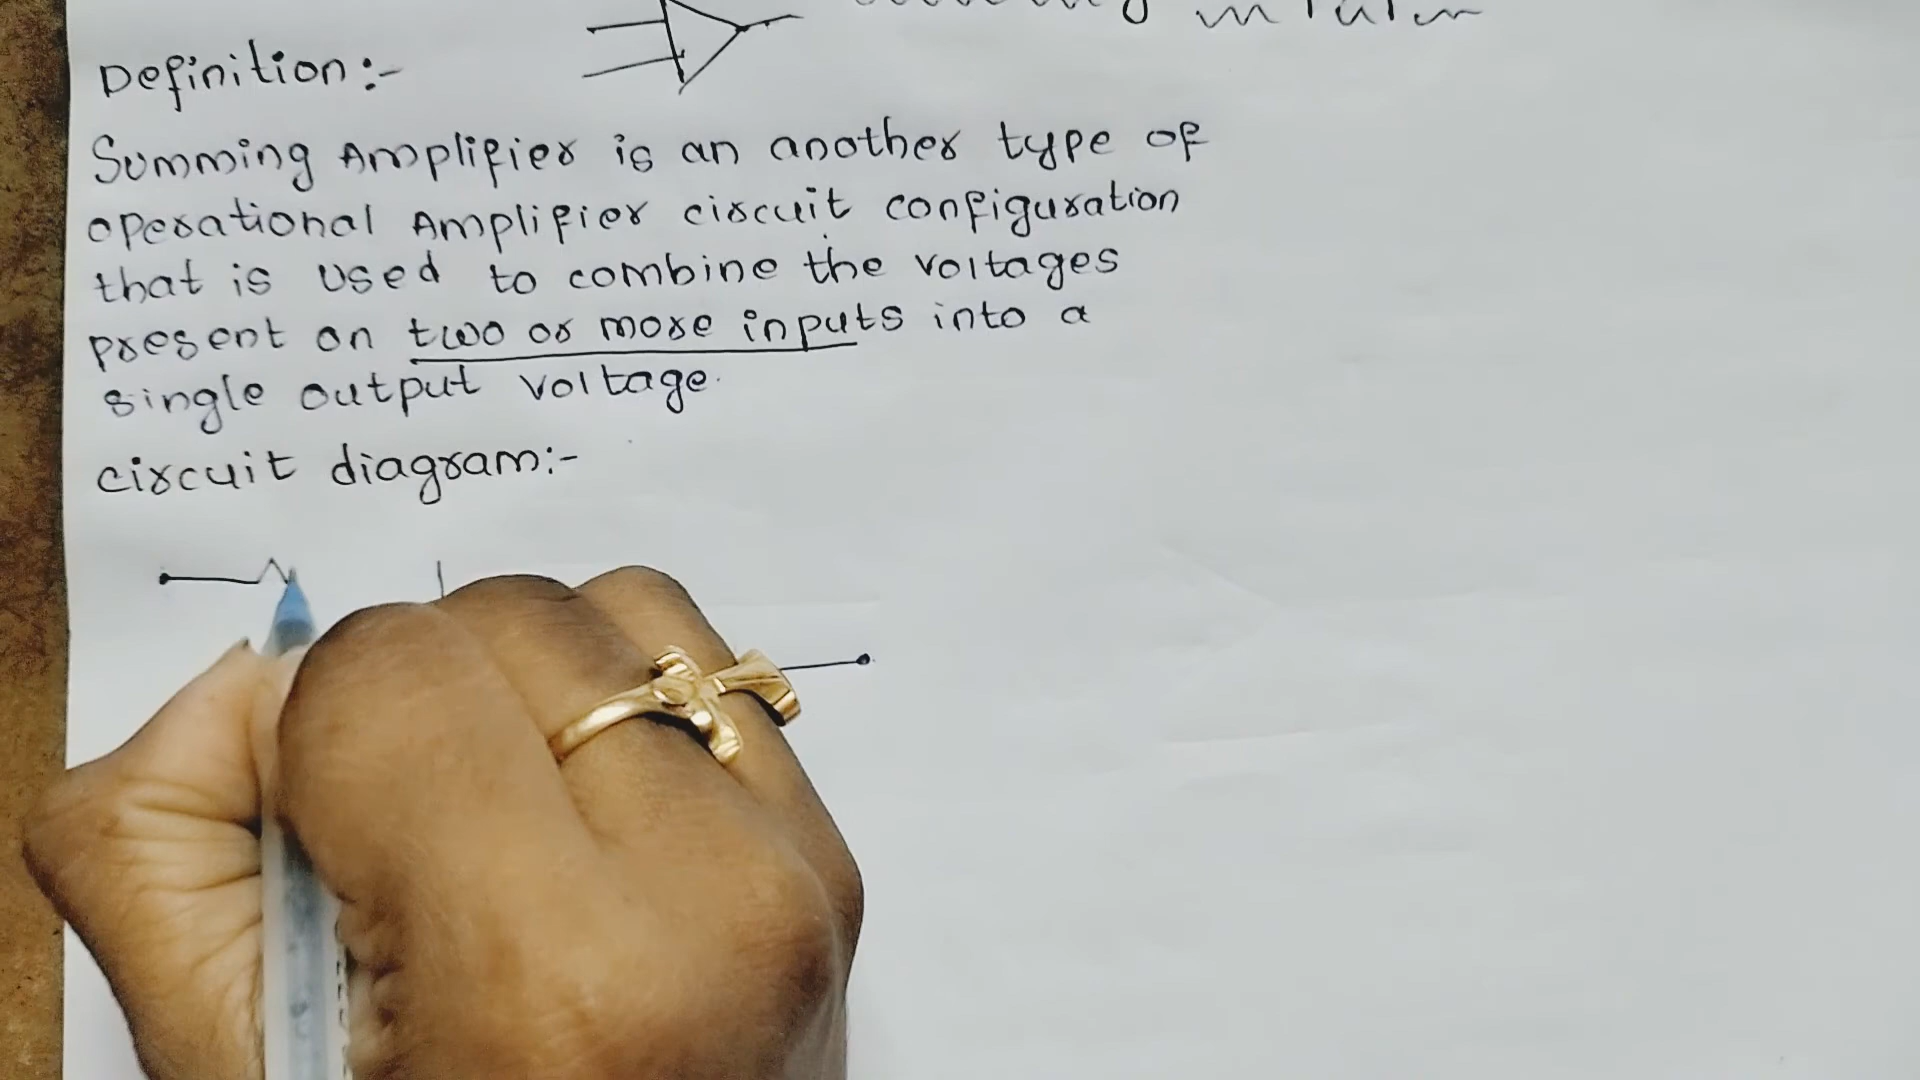 Definition :-
Summing Amplifier is an another type of
operational Amplifier circuit configuration
that is used to combine the voltages
present on two or more inputs into a
single output voltage.
circuit diagram:-